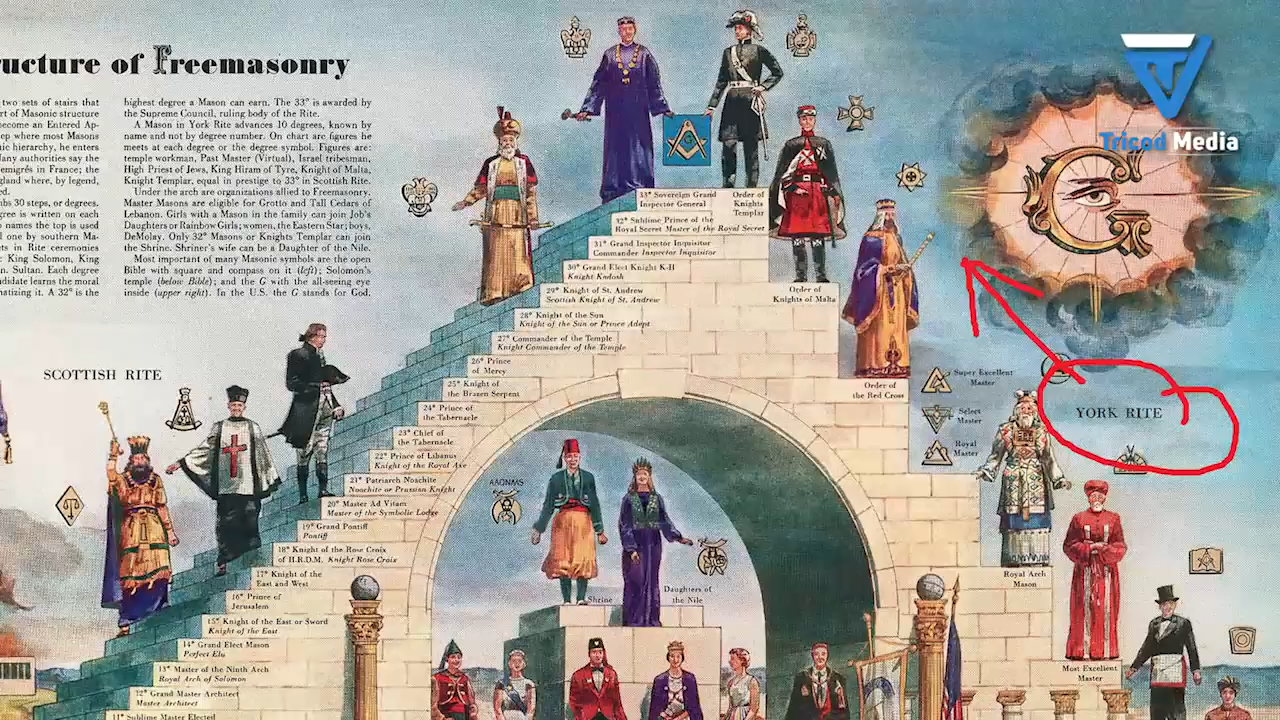 ucture of Freemasonry
two sets of stairs that
rt of Masonic structure
ecome an Entered Ap-
op where most Masons
ic hierarchy, he enters
any authorities say the
emigrés in France; the
gland where, by legend,
ed.
bs 30 more degrees.
gree is written on each
names the top is used
one by southern Ma-
ts in Rite ceremonies
King Solomon, King
n. Sultan. Each degree
didate learns the moral
matizing it. A 32° is the
highest degree a Mason can earn. The 33° is awarded by
the Supreme Council, ruling body of the Rite.
A Mason in York Rite advances 10 degrees, known by
name and not by degree number. On chart are figures he
meets at each degree or the degree symbol. Figures are:
temple workman, Past Master (Virtual), Israel tribesman,
High Priest of Jews, King Hiram of Tyre, Knight of Malta,
Knight Templar, equal in prestige to 33° in Scottish Rite.
Under the arch are organizations allied to Freemasonry.
Master Masons are eligible for Grotto and Tall Cedars of
Lebanon. Girls with a Mason in the family can join Job's
Daughters or Rainbow Girls; women, the Eastern Star; boys,
DeMolay. Only 32° Masons or Knights Templar can join
the Shrine. Shriner's wife can be a Daughter of the Nile.
Most important of many Masonic symbols are the open
Bible with square and compass on it (left); Solomon's
temple (below Bible); and the G with the all-seeing eye
inside (upper right). In the U.S. the G stands for God.
Tricod Media
G
33° Sovereign Grand
Inspector General
Order of
Knights
Templar
32° Sublime Prince of the
Royal Secret Master of the Royal Secret
31° Grand Inspector Inquisitor
Commander Inspector Inquisitor
30° Grand Elect Knight K-H
Knight Kadosh
29° Knight of St. Andrew
Scottish Knight of St. Andrew
Order of
Knights of Malta
28° Knight of the Sun
Knight of the Sun or Prince Adept
27° Commander of the Temple
Knight Commander of the Temple
26° Prince
of Mercy
25° Knight of
the Brazen Serpent
Order of
the Red Cross
Super Excellent
Master
Select
Master
Royal
Master
SCOTTISH RITE
YORK RITE
24° Prince of
the Tabernacle
23° Chief of
the Tabernacle
22° Prince of Libanus
Knight of the Royal Axe
21° Patriarch Noachite
Noachite or Prussian Knight
AAONMS
20° Master Ad Vitam
Master of the Symbolic Lodge
19° Grand Pontiff
Pontiff
18° Knight of the Rose Croix
of H.R.D.M. Knight Rose Croix
17° Knight of the
East and West
Royal Arch
Mason
Shrine
Daughters of
the Nile
16° Prince of
Jerusalem
15° Knight of the East or Sword
Knight of the East
14° Grand Elect Mason
Perfect Elu
13° Master of the Ninth Arch
Royal Arch of Solomon
Most Excellent
Master
12° Grand Master Architect
Master Architect
11° Sublime Master Elected